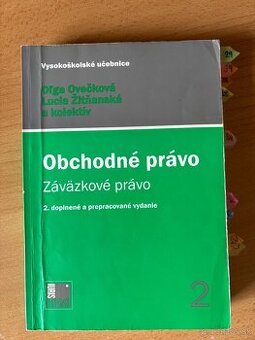 Vysokoškolské učebnice
Oľga Ovečková
Lucia Žitňanská
a kolektív
Obchodné právo
Záväzkové právo
2. doplnené a prepracované vydanie
2